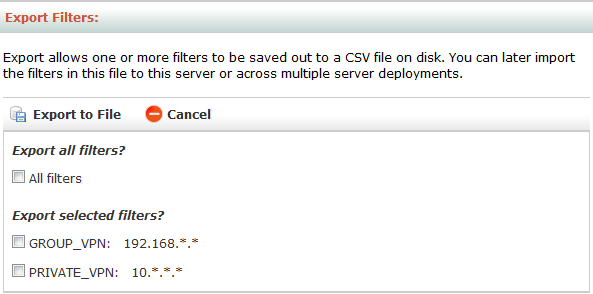 Export Filters:
Export allows one or more filters to be saved out to a CSV file on disk. You can later import
the filters in this file to this server or across multiple server deployments.
Export to File Cancel
Export all filters?
All filters
Export selected filters?
GROUP_VPN: 192.168.*.*
PRIVATE_VPN: 10.*.*.*